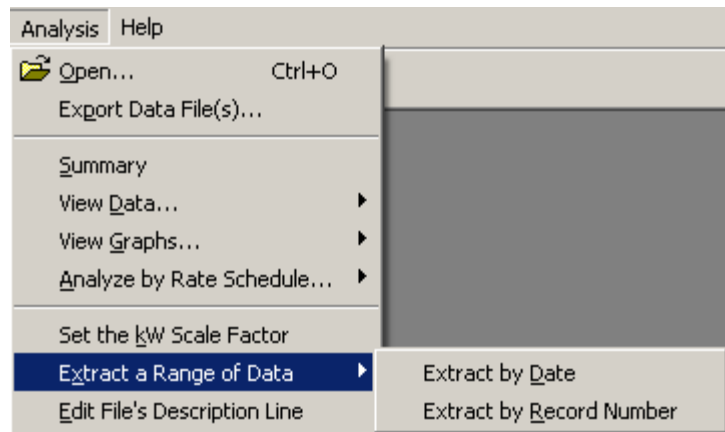 Analysis Help
Open... Ctrl+O
Export Data File(s)...
Summary
View Data...
View Graphs...
Analyze by Rate Schedule...
Set the kW Scale Factor
Extract a Range of Data
Extract by Date
Edit File's Description Line
Extract by Record Number